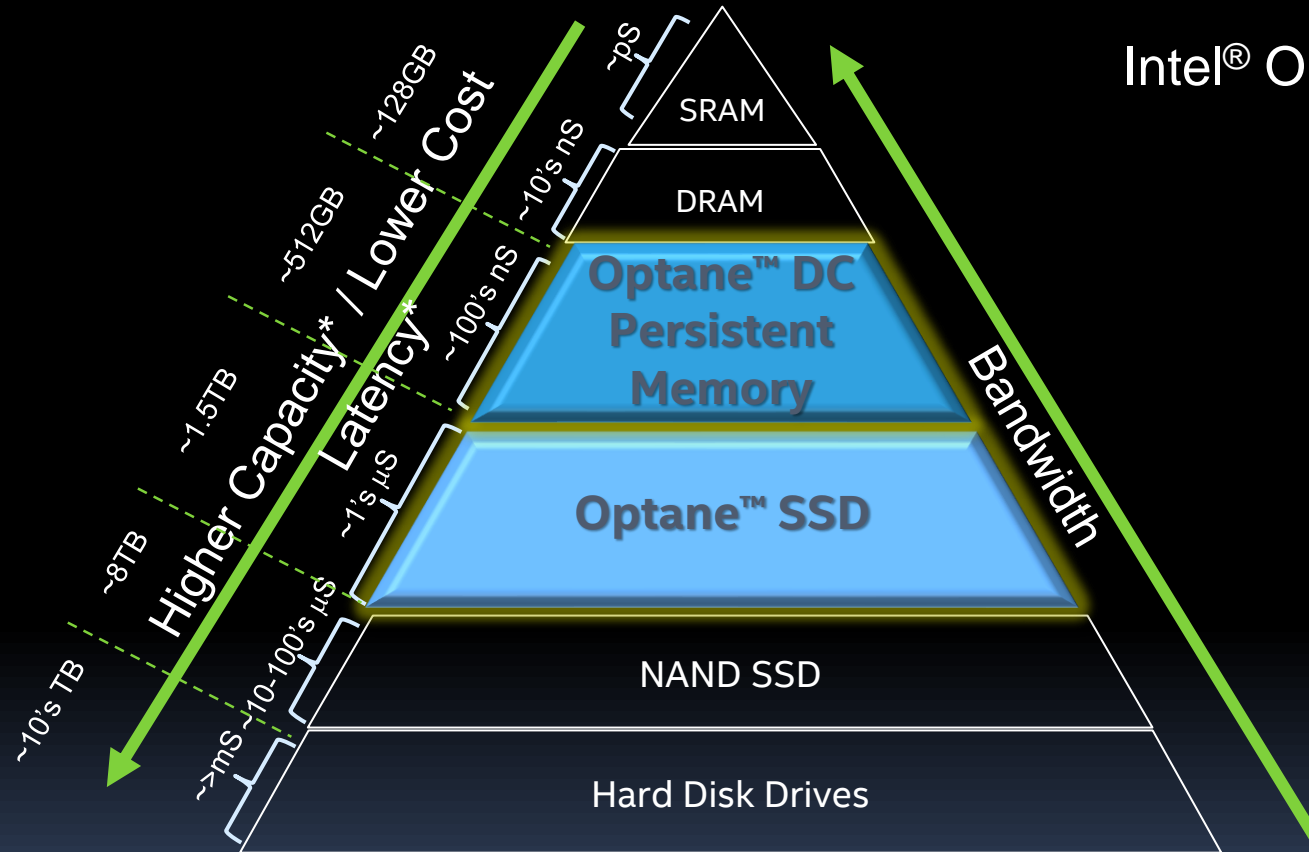 Intel® O
~pS
SRAM
~128GB
~10's nS
DRAM
~512GB
~100's nS
Optane™ DC
Persistent
Memory
~1.5TB
~1's µS
Optane™ SSD
~8TB
~10-100's µS
NAND SSD
~10's TB
~>mS
Hard Disk Drives
Higher Capacity* / Lower Cost
Latency*
Bandwidth